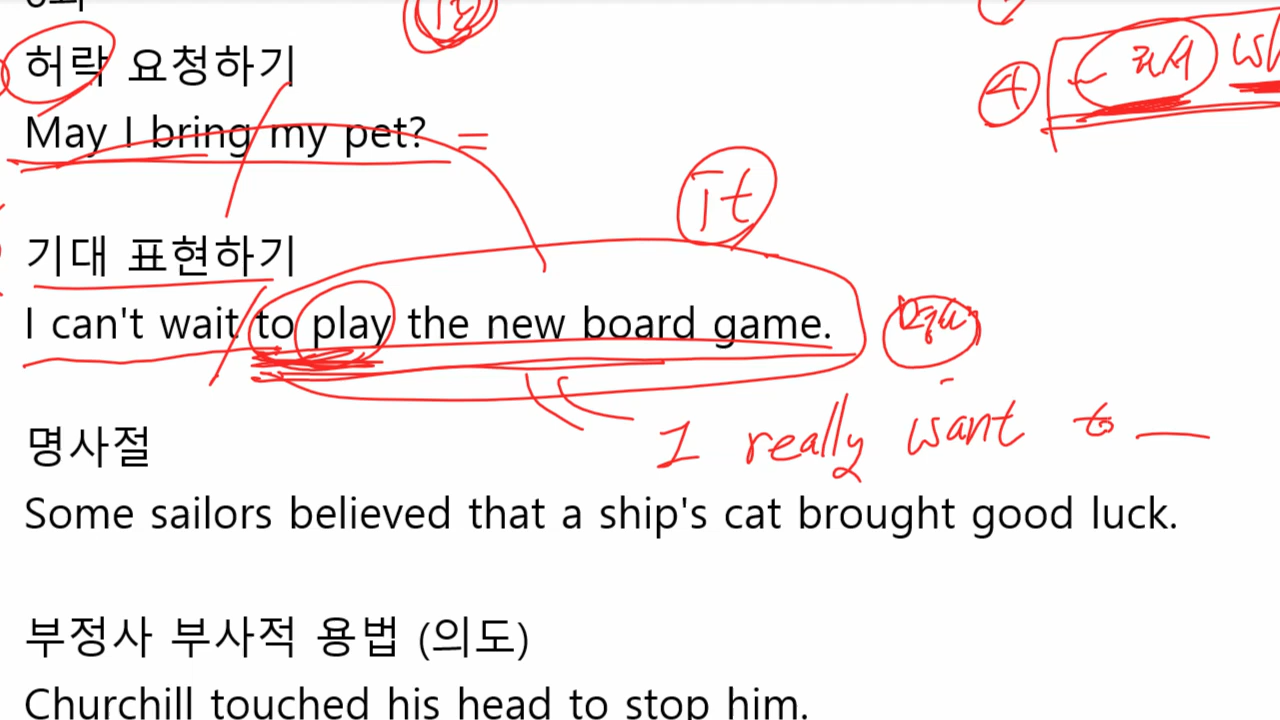 허락 요청하기
④ wh
May I bring my pet? =
It
기대 표현하기
I can't wait to play the new board game.
I really want to __
명사절
Some sailors believed that a ship's cat brought good luck.
부정사 부사적 용법 (의도)
Churchill touched his head to stop him.